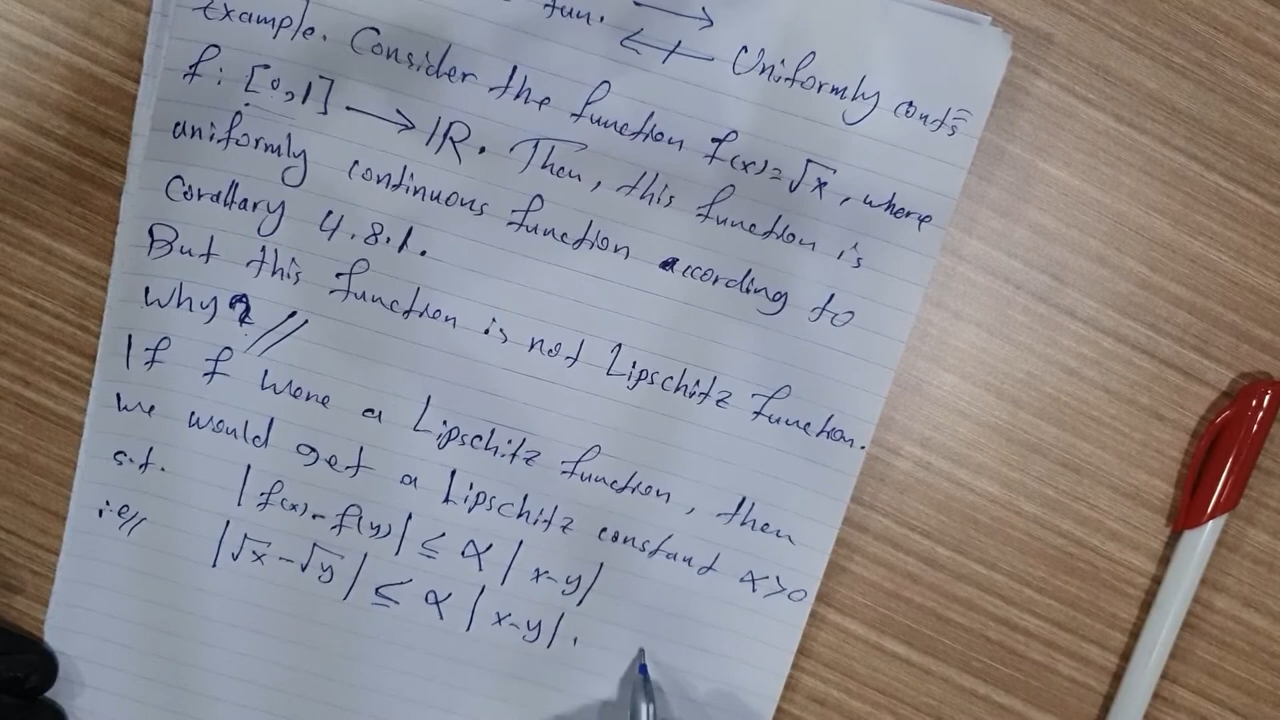 fun. → ↚ Uniformly conts
Example. Consider the function f(x)=√x, where
f: [0,1] → IR. Then, this function is
uniformly continuous function according to
Corollary 4.8.1.
But this function is not Lipschitz function.
Why? //
If f were a Lipschitz function, then
we would get a Lipschitz constant α>0
s.t. |f(x)-f(y)| ≤ α|x-y|
i.e// |√x-√y| ≤ α|x-y|.